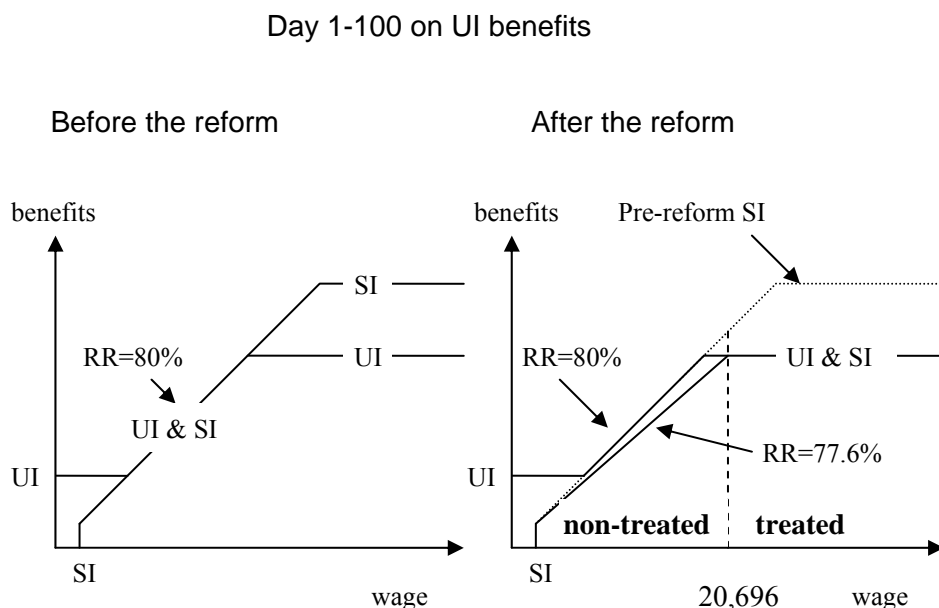 Day 1-100 on UI benefits
Before the reform
benefits
SI
RR=80%
UI
UI & SI
UI
SI
wage
After the reform
benefits
Pre-reform SI
RR=80%
UI & SI
RR=77.6%
UI
non-treated
treated
SI
20,696
wage